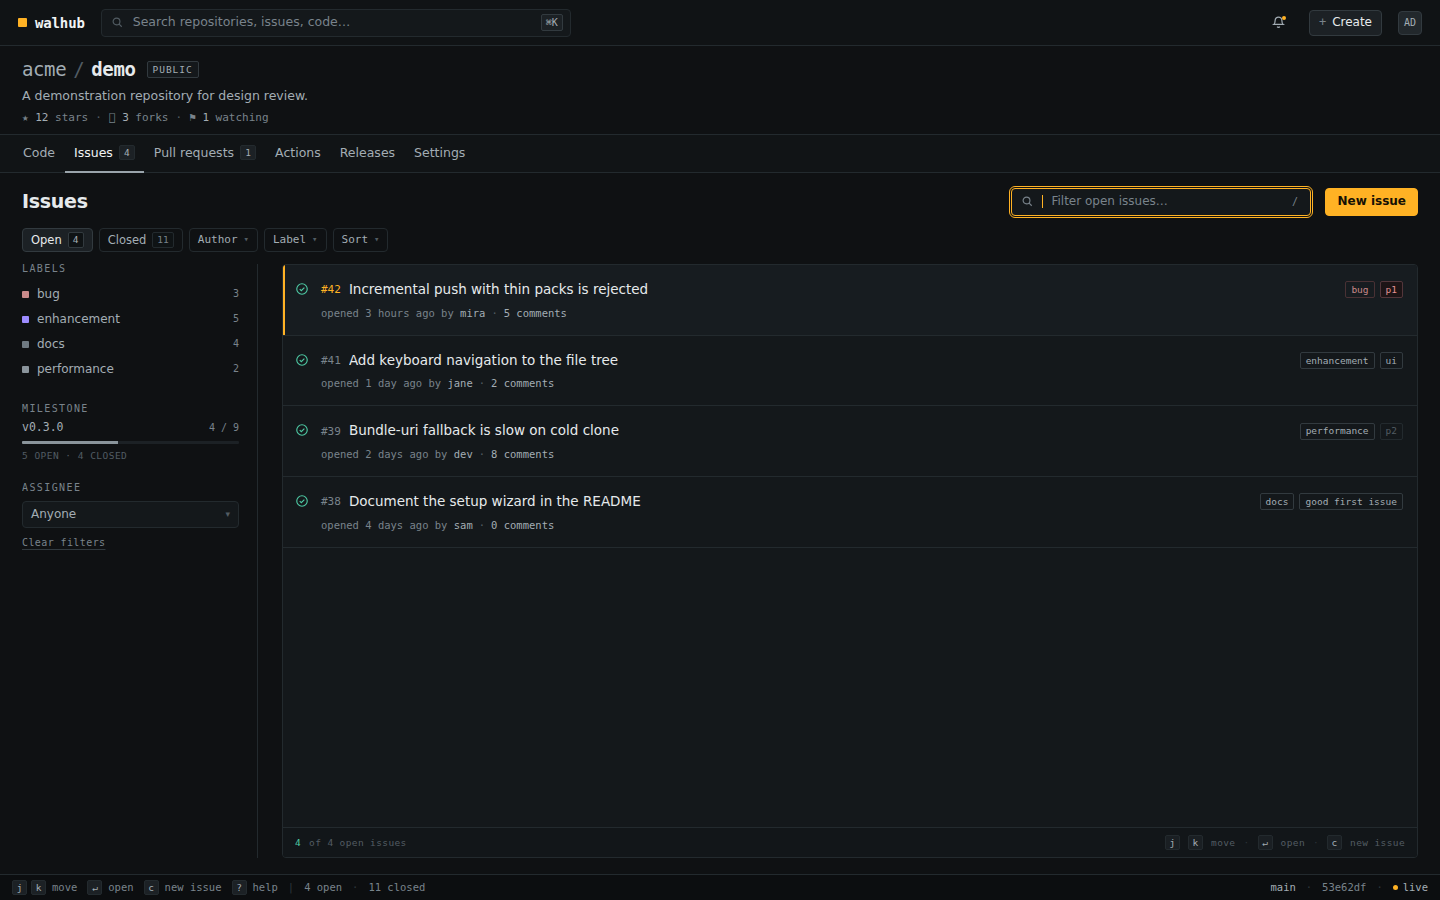 walhub
Search repositories, issues, code...
⌘K
+ Create
AD
acme / demo PUBLIC
A demonstration repository for design review.
★ 12 stars · 3 forks · ⚑ 1 watching
Code Issues 4 Pull requests 1 Actions Releases Settings
Issues
Filter open issues...
/
New issue
Open 4 Closed 11 Author ▾ Label ▾ Sort ▾
LABELS
bug 3
enhancement 5
docs 4
performance 2
MILESTONE
v0.3.0 4 / 9
5 OPEN · 4 CLOSED
ASSIGNEE
Anyone ▾
Clear filters
#42 Incremental push with thin packs is rejected bug p1
opened 3 hours ago by mira · 5 comments
#41 Add keyboard navigation to the file tree enhancement ui
opened 1 day ago by jane · 2 comments
#39 Bundle-uri fallback is slow on cold clone performance p2
opened 2 days ago by dev · 8 comments
#38 Document the setup wizard in the README docs good first issue
opened 4 days ago by sam · 0 comments
4 of 4 open issues
j k move · ↵ open · c new issue
j k move ↵ open c new issue ? help | 4 open · 11 closed
main · 53e62df · live